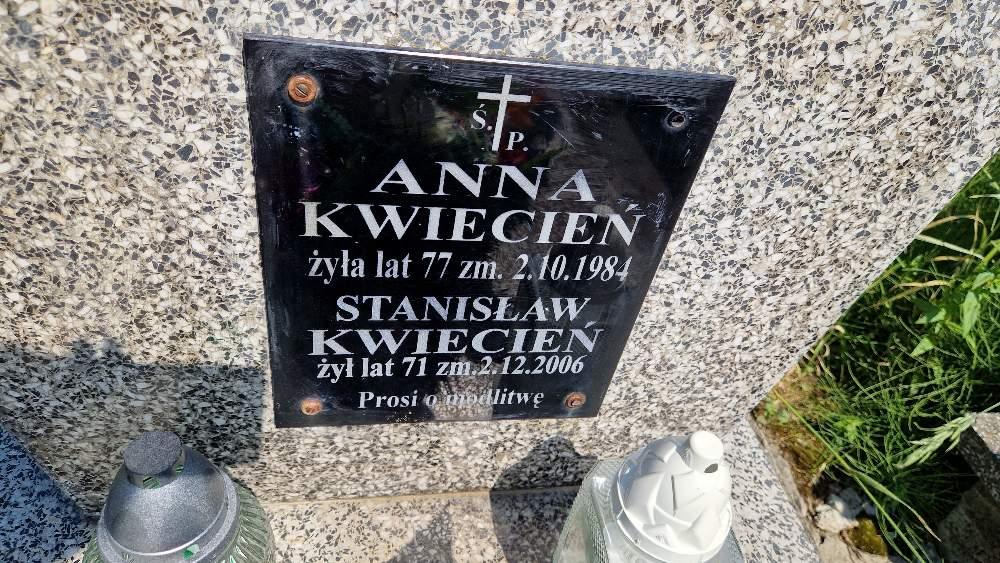 Ś. P.
ANNA
KWIECIEŃ
żyła lat 77 zm. 2.10.1984
STANISŁAW
KWIECIEŃ
żył lat 71 zm.2.12.2006
Prosi o modlitwę